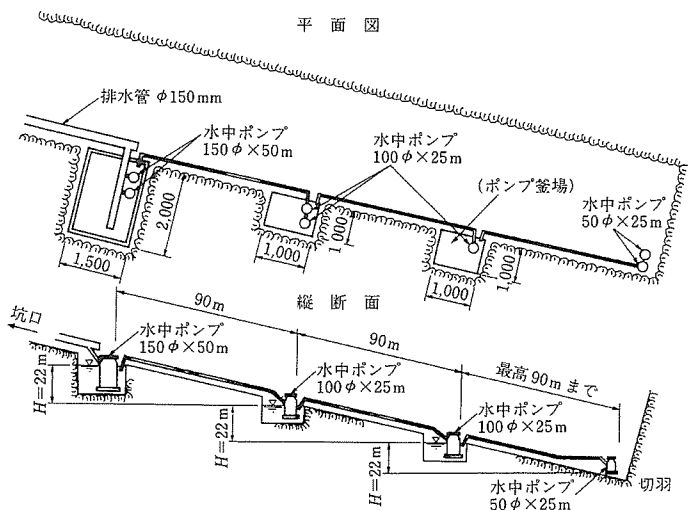 平面図
排水管 φ150mm
水中ポンプ
150φ×50m
水中ポンプ
100φ×25m
(ポンプ釜場)
水中ポンプ
50φ×25m
2,000
1,500
1,000
1,000
1,000
1,000
縦断面
坑口
90m
90m
最高90mまで
水中ポンプ
150φ×50m
水中ポンプ
100φ×25m
水中ポンプ
100φ×25m
H=22m
H=22m
H=22m
水中ポンプ
50φ×25m
切羽